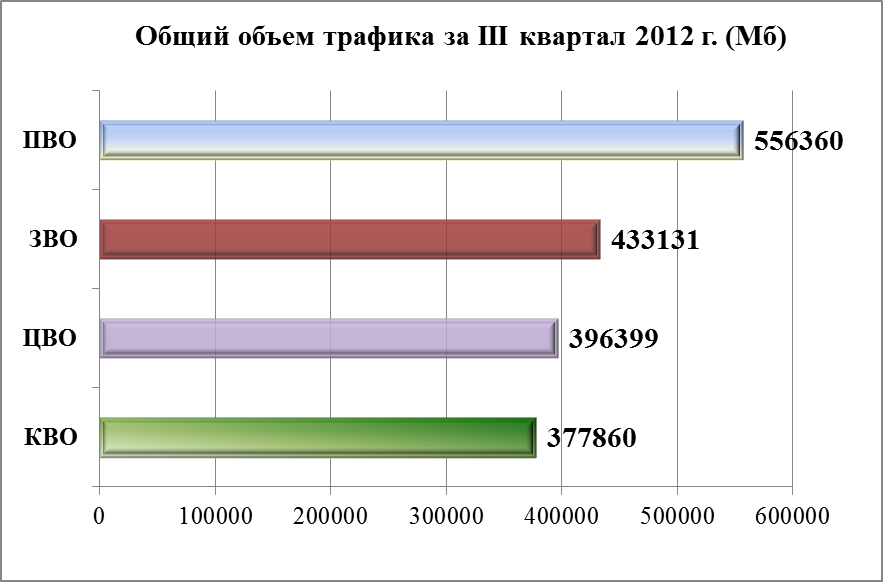 Общий объем трафика за III квартал 2012 г. (Мб)
ПВО
556360
ЗВО
433131
ЦВО
396399
КВО
377860
0 100000 200000 300000 400000 500000 600000